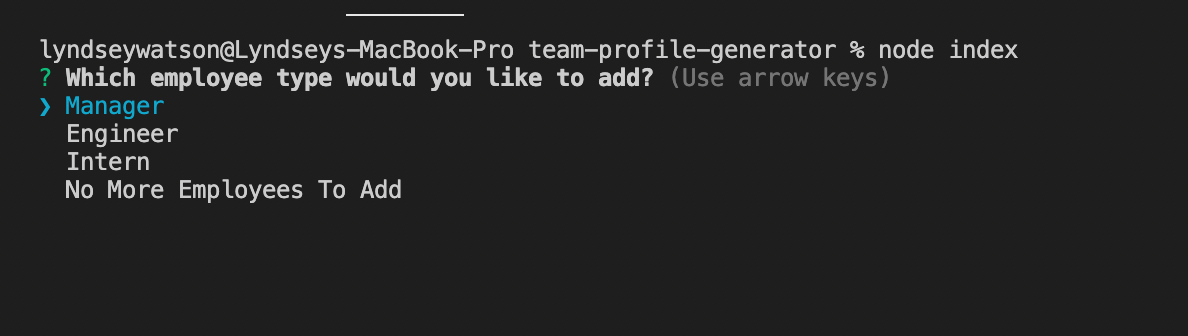 lyndseywatson@Lyndseys-MacBook-Pro team-profile-generator % node index
? Which employee type would you like to add? (Use arrow keys)
❯ Manager
  Engineer
  Intern
  No More Employees To Add